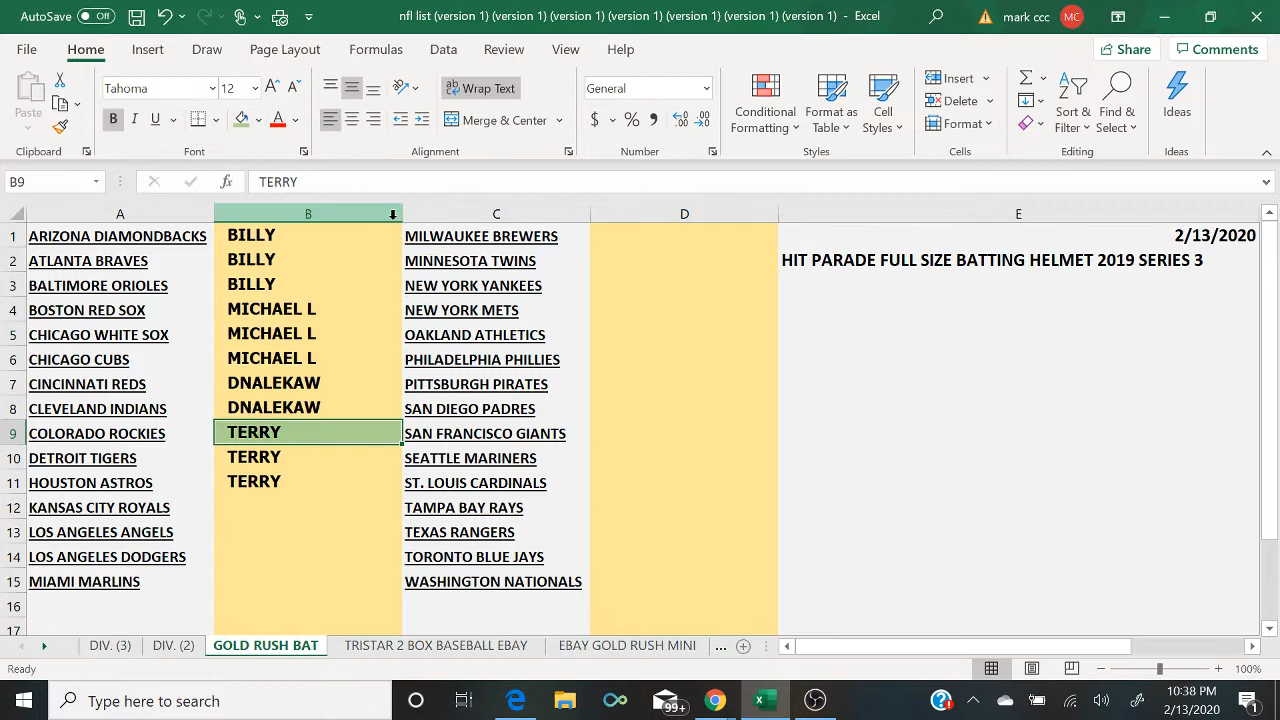 AutoSave Off nfl list (version 1) (version 1) (version 1) (version 1) (version 1) (version 1) (version 1) - Excel mark ccc MC
File Home Insert Draw Page Layout Formulas Data Review View Help Share Comments
Paste Tahoma 12 Wrap Text General Conditional Formatting Format as Table Cell Styles Insert Delete Format Sort & Filter Find & Select Ideas
B I U A Merge & Center $ %
Clipboard Font Alignment Number Styles Cells Editing Ideas
B9 fx TERRY
A B C D E
1 ARIZONA DIAMONDBACKS BILLY MILWAUKEE BREWERS 2/13/2020
2 ATLANTA BRAVES BILLY MINNESOTA TWINS HIT PARADE FULL SIZE BATTING HELMET 2019 SERIES 3
3 BALTIMORE ORIOLES BILLY NEW YORK YANKEES
4 BOSTON RED SOX MICHAEL L NEW YORK METS
5 CHICAGO WHITE SOX MICHAEL L OAKLAND ATHLETICS
6 CHICAGO CUBS MICHAEL L PHILADELPHIA PHILLIES
7 CINCINNATI REDS DNALEKAW PITTSBURGH PIRATES
8 CLEVELAND INDIANS DNALEKAW SAN DIEGO PADRES
9 COLORADO ROCKIES TERRY SAN FRANCISCO GIANTS
10 DETROIT TIGERS TERRY SEATTLE MARINERS
11 HOUSTON ASTROS TERRY ST. LOUIS CARDINALS
12 KANSAS CITY ROYALS TAMPA BAY RAYS
13 LOS ANGELES ANGELS TEXAS RANGERS
14 LOS ANGELES DODGERS TORONTO BLUE JAYS
15 MIAMI MARLINS WASHINGTON NATIONALS
16
17
DIV. (3) DIV. (2) GOLD RUSH BAT TRISTAR 2 BOX BASEBALL EBAY EBAY GOLD RUSH MINI ...
Ready 100%
Type here to search 99+ 10:38 PM
2/13/2020 1